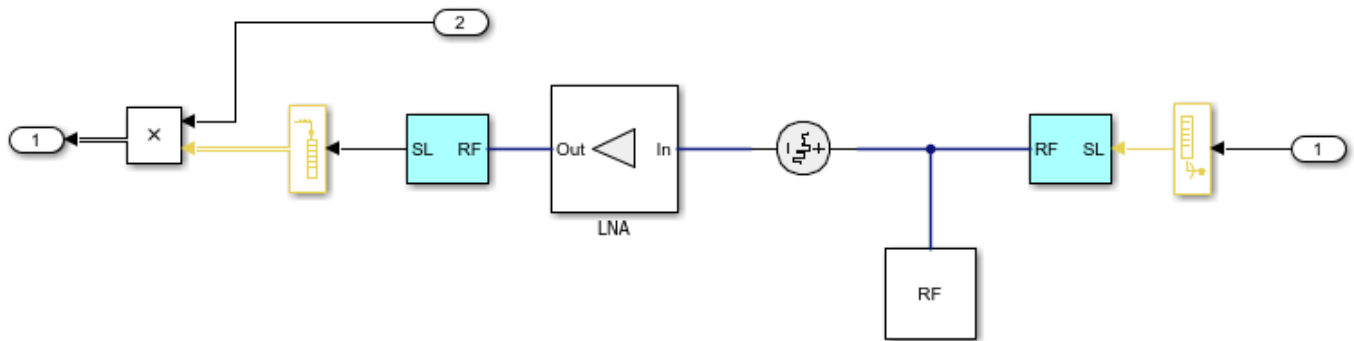 2
1
×
SL RF
Out In
LNA
RF SL
1
RF